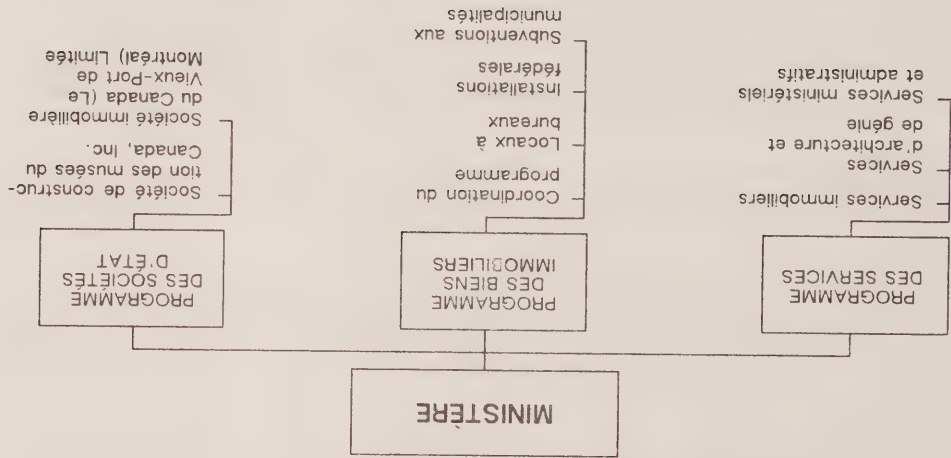 MINISTÈRE
PROGRAMME
DES SERVICES
Services immobiliers
Services
d'architecture et
de génie
Services ministériels
et administratifs
PROGRAMME
DES BIENS
IMMOBILIERS
Coordination du
programme
Locaux à
bureaux
Installations
fédérales
Subventions aux
municipalités
PROGRAMME
DES SOCIÉTÉS
D'ÉTAT
Société de construc-
tion des musées du
Canada, Inc.
Société immobilière
du Canada (Le
Vieux-Port de
Montréal) Limitée